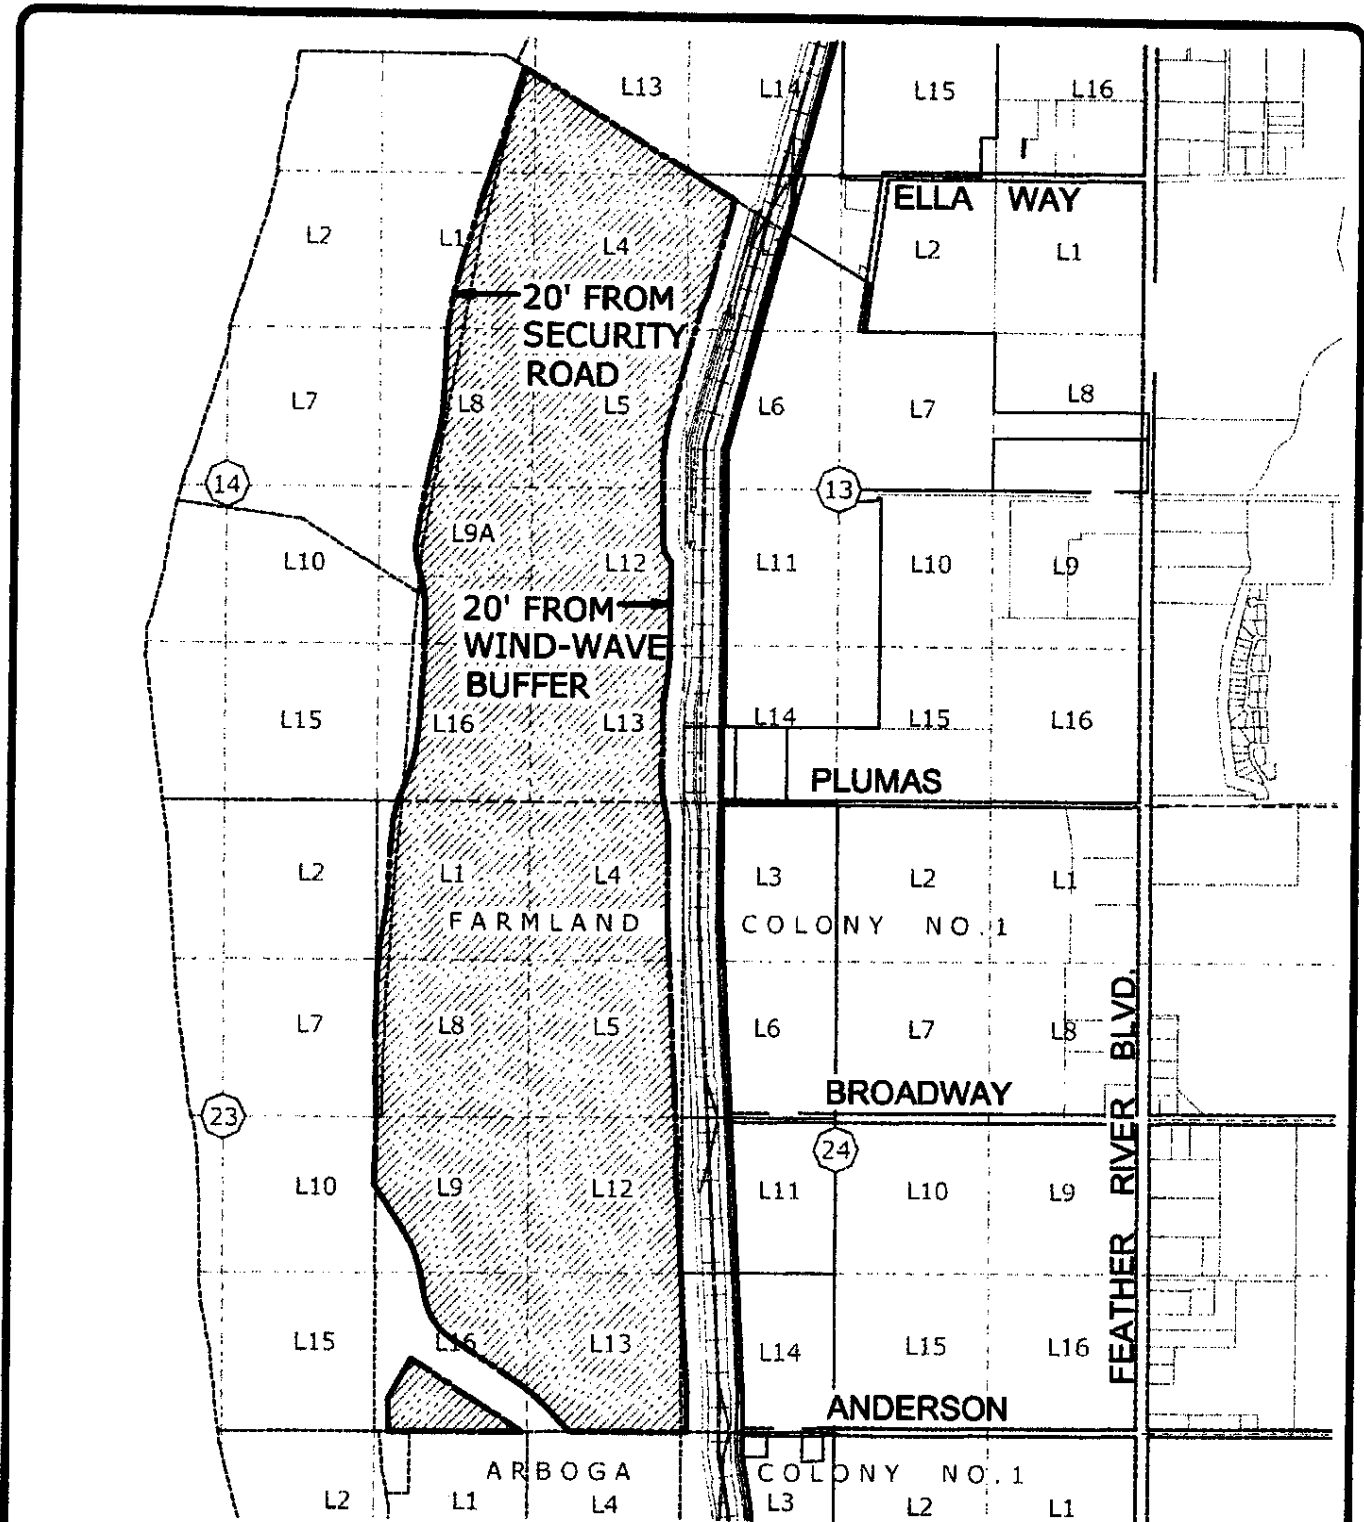 L13 L14 L15 L16
ELLA WAY
L2 L1 L4 L2 L1
20' FROM
SECURITY
ROAD
L7 L8 L5 L6 L7 L8
14 13
L9A
L10 L12 L11 L10 L9
20' FROM
WIND-WAVE
BUFFER
L15 L16 L13 L14 L15 L16
PLUMAS
L2 L1 L4 L3 L2 L1
FARMLAND COLONY NO.1
L7 L8 L5 L6 L7 L8
FEATHER RIVER BLVD.
BROADWAY
23
24
L10 L9 L12 L11 L10 L9
L15 L16 L13 L14 L15 L16
ANDERSON
ARBOGA COLONY NO.1
L2 L1 L4 L3 L2 L1